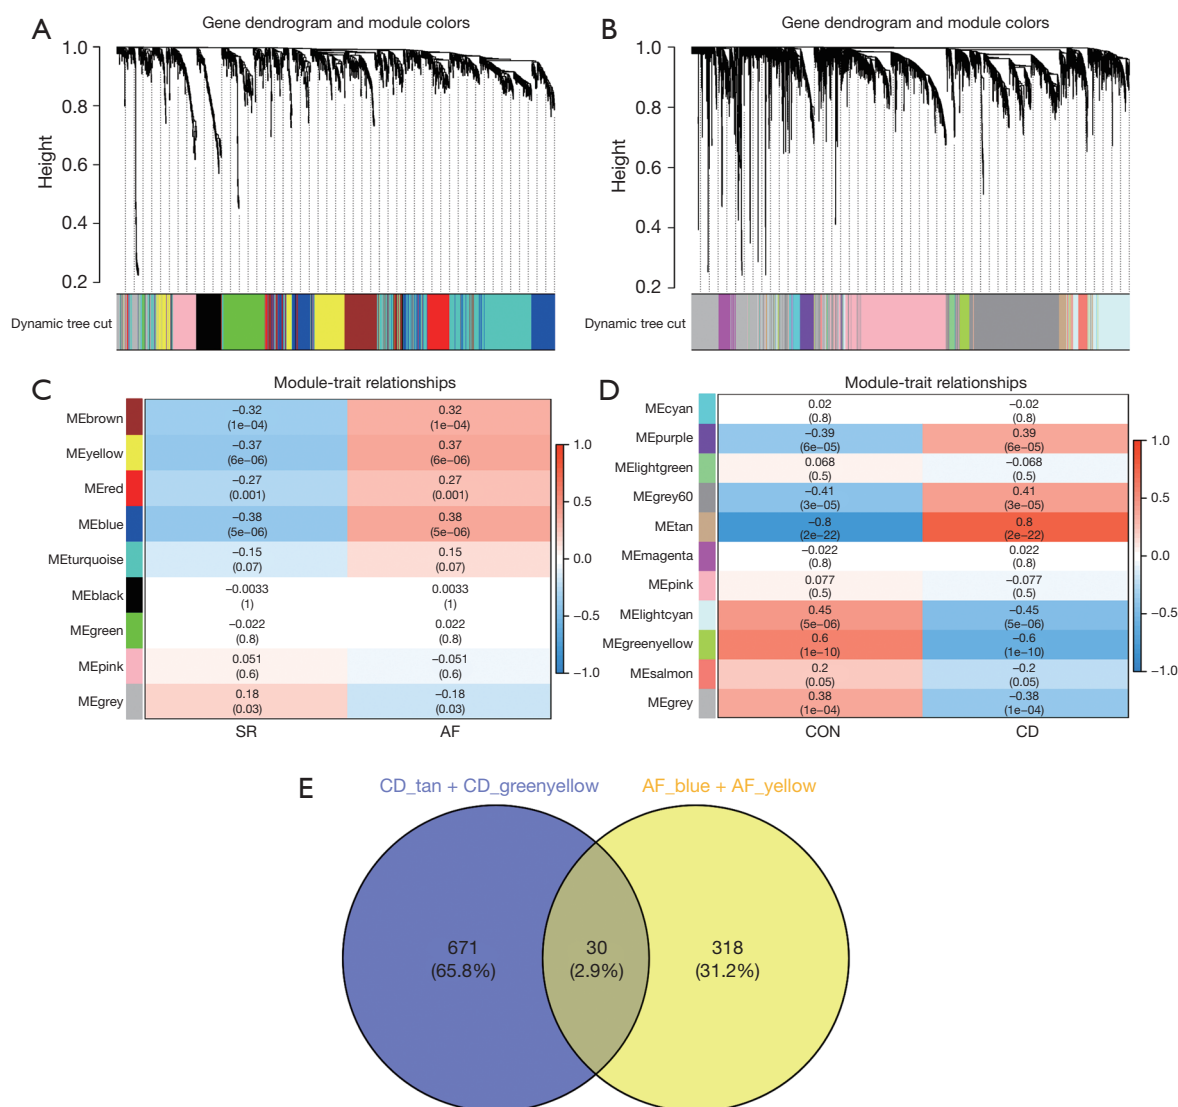 A
Gene dendrogram and module colors
1.0
0.8
0.6
0.4
0.2
Height
Dynamic tree cut
B
Gene dendrogram and module colors
1.0
0.8
0.6
0.4
0.2
Height
Dynamic tree cut
C
Module-trait relationships
MEbrown
−0.32
(1e−04)
0.32
(1e−04)
MEyellow
−0.37
(6e−06)
0.37
(6e−06)
MEred
−0.27
(0.001)
0.27
(0.001)
MEblue
−0.38
(5e−06)
0.38
(5e−06)
MEturquoise
−0.15
(0.07)
0.15
(0.07)
MEblack
−0.0033
(1)
0.0033
(1)
MEgreen
−0.022
(0.8)
0.022
(0.8)
MEpink
0.051
(0.6)
−0.051
(0.6)
MEgrey
0.18
(0.03)
−0.18
(0.03)
SR
AF
1.0
0.5
0.0
−0.5
−1.0
D
Module-trait relationships
MEcyan
0.02
(0.8)
−0.02
(0.8)
MEpurple
−0.39
(6e−05)
0.39
(6e−05)
MElightgreen
0.068
(0.5)
−0.068
(0.5)
MEgrey60
−0.41
(3e−05)
0.41
(3e−05)
MEtan
−0.8
(2e−22)
0.8
(2e−22)
MEmagenta
−0.022
(0.8)
0.022
(0.8)
MEpink
0.077
(0.5)
−0.077
(0.5)
MElightcyan
0.45
(5e−06)
−0.45
(5e−06)
MEgreenyellow
0.6
(1e−10)
−0.6
(1e−10)
MEsalmon
0.2
(0.05)
−0.2
(0.05)
MEgrey
0.38
(1e−04)
−0.38
(1e−04)
CON
CD
1.0
0.5
0.0
−0.5
−1.0
E
CD_tan + CD_greenyellow
AF_blue + AF_yellow
671
(65.8%)
30
(2.9%)
318
(31.2%)